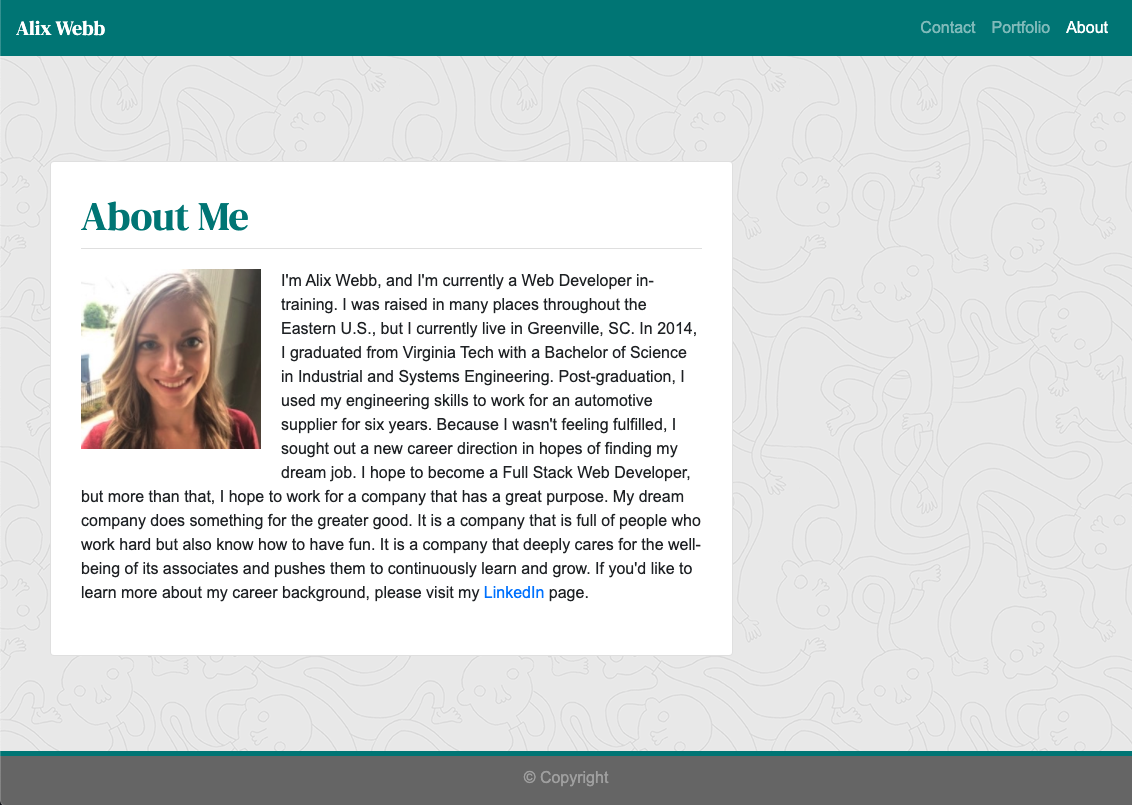 Alix Webb
Contact Portfolio About
About Me
I'm Alix Webb, and I'm currently a Web Developer in-
training. I was raised in many places throughout the
Eastern U.S., but I currently live in Greenville, SC. In 2014,
I graduated from Virginia Tech with a Bachelor of Science
in Industrial and Systems Engineering. Post-graduation, I
used my engineering skills to work for an automotive
supplier for six years. Because I wasn't feeling fulfilled, I
sought out a new career direction in hopes of finding my
dream job. I hope to become a Full Stack Web Developer,
but more than that, I hope to work for a company that has a great purpose. My dream
company does something for the greater good. It is a company that is full of people who
work hard but also know how to have fun. It is a company that deeply cares for the well-
being of its associates and pushes them to continuously learn and grow. If you'd like to
learn more about my career background, please visit my LinkedIn page.
© Copyright